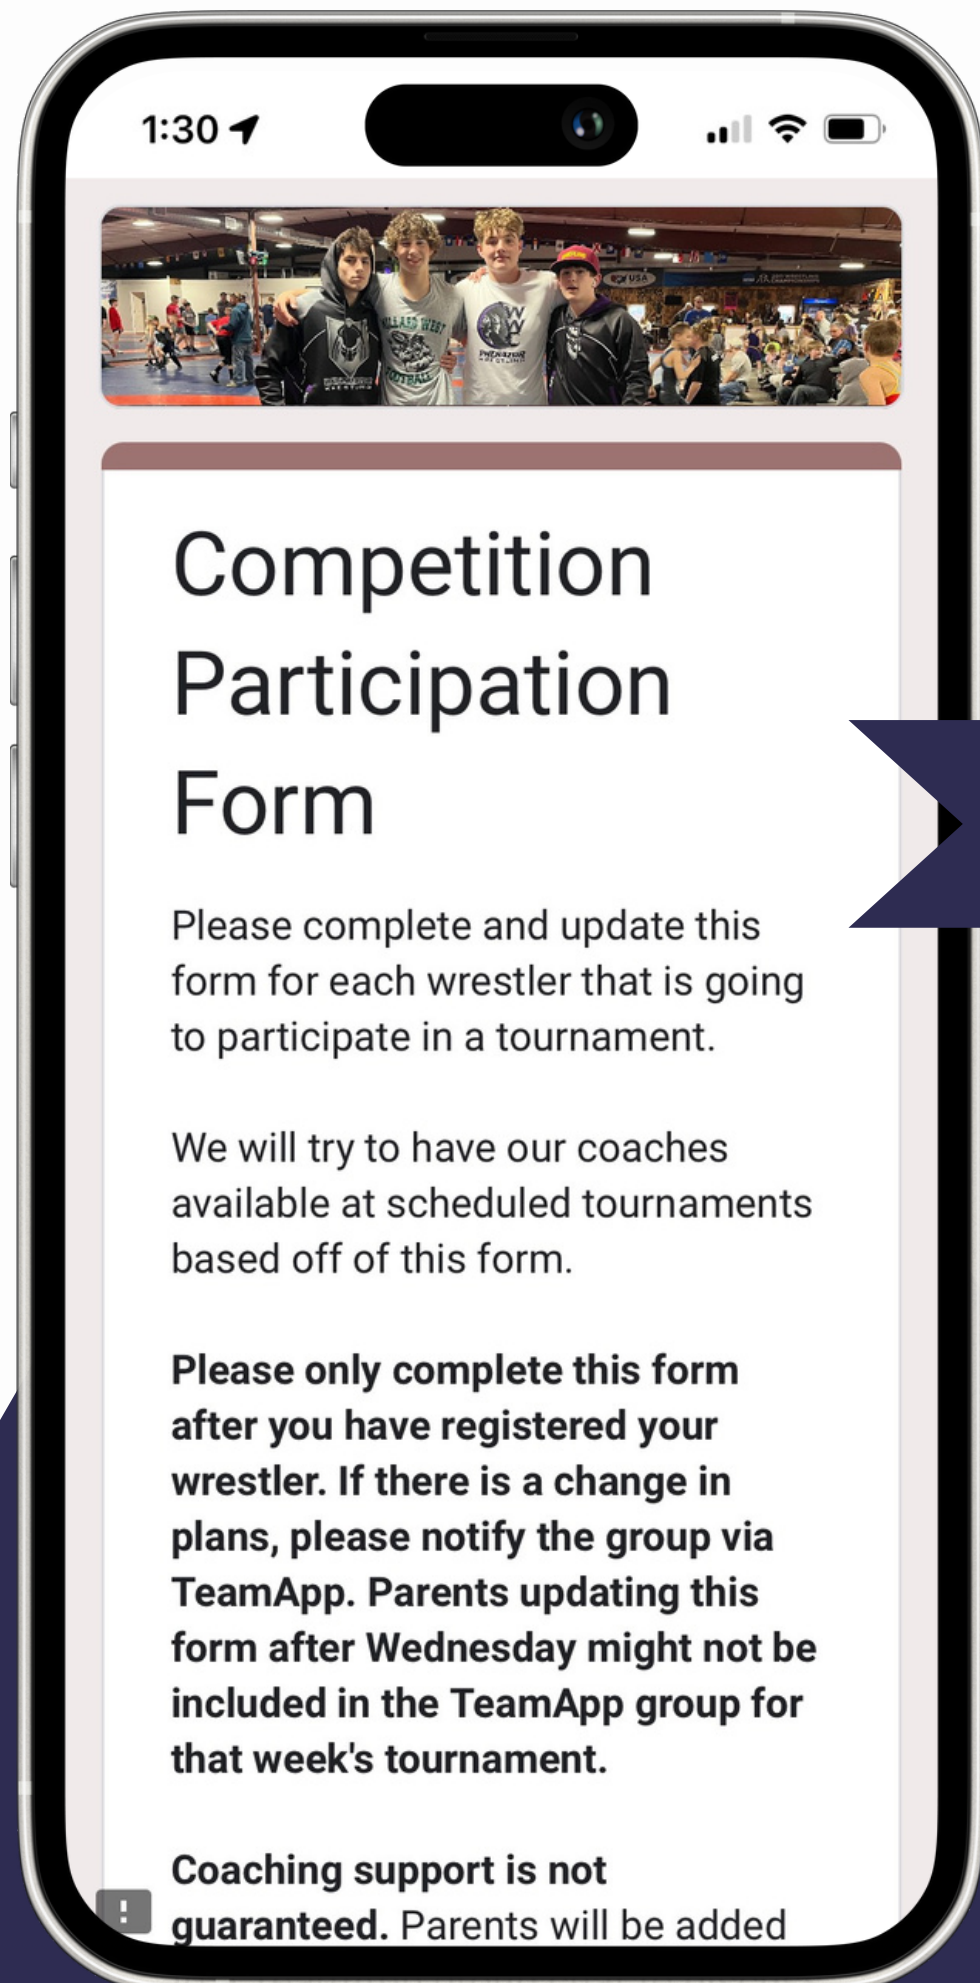 1:30
USA
MILLARD WEST
FOOTBALL
Competition
Participation
Form
Please complete and update this
form for each wrestler that is going
to participate in a tournament.
We will try to have our coaches
available at scheduled tournaments
based off of this form.
Please only complete this form
after you have registered your
wrestler. If there is a change in
plans, please notify the group via
TeamApp. Parents updating this
form after Wednesday might not be
included in the TeamApp group for
that week's tournament.
Coaching support is not
guaranteed. Parents will be added